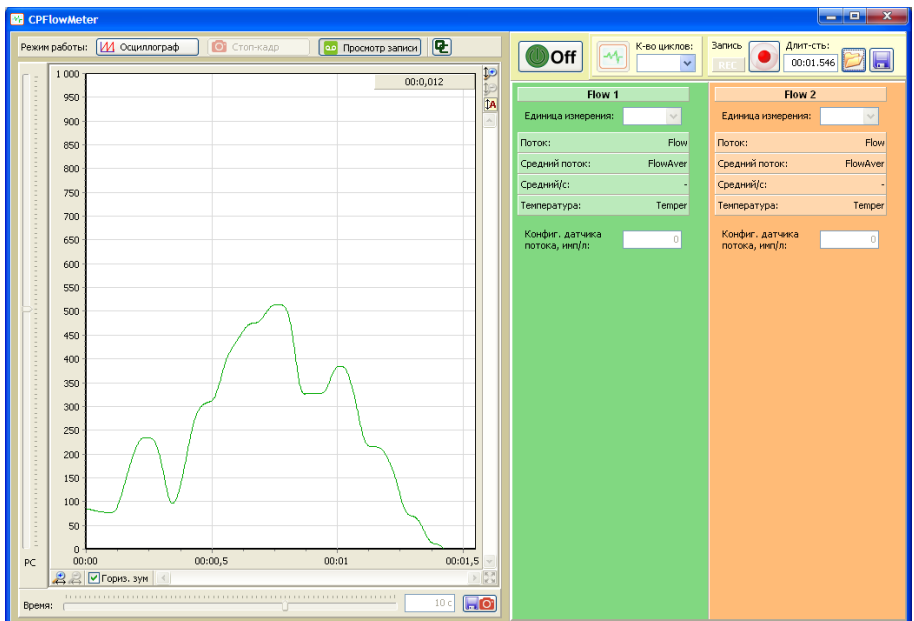 CPFlowMeter
Режим работы: Осциллограф Стоп-кадр Просмотр записи
Off К-во циклов: Запись REC Длит-сть: 00:01.546
00:0,012
1 000
950
900
850
800
750
700
650
600
550
500
450
400
350
300
250
200
150
100
50
0
00:00 00:00,5 00:01 00:01,5
PC
Гориз. зум
Время: 10 с
Flow 1
Единица измерения:
Поток: Flow
Средний поток: FlowAver
Средний/с: -
Температура: Temper
Конфиг. датчика
потока, имп/л: 0
Flow 2
Единица измерения:
Поток: Flow
Средний поток: FlowAver
Средний/с: -
Температура: Temper
Конфиг. датчика
потока, имп/л: 0